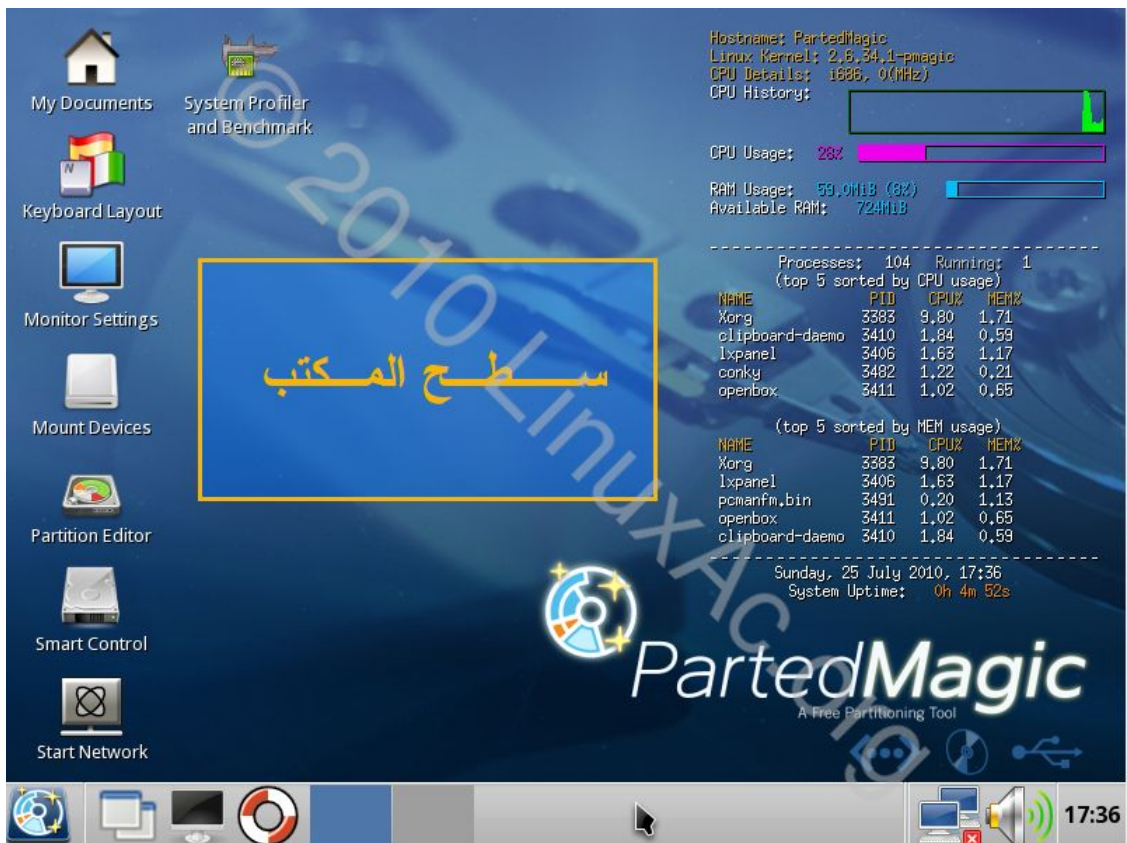 My Documents
System Profiler
and Benchmark
Keyboard Layout
Monitor Settings
Mount Devices
Partition Editor
Smart Control
Start Network
سطح المكتب
© 2010 LinuxAc.org
Hostname: PartedMagic
Linux Kernel: 2.6.34.1-pmagic
CPU Details: i686, 0(MHz)
CPU History:
CPU Usage: 28%
RAM Usage: 59.0MiB (8%)
Available RAM: 724MiB
Processes: 104 Running: 1
(top 5 sorted by CPU usage)
NAME PID CPU% MEM%
Xorg 3383 9.80 1.71
clipboard-daemo 3410 1.84 0.59
lxpanel 3406 1.63 1.17
conky 3482 1.22 0.21
openbox 3411 1.02 0.65
(top 5 sorted by MEM usage)
NAME PID CPU% MEM%
Xorg 3383 9.80 1.71
lxpanel 3406 1.63 1.17
pcmanfm.bin 3491 0.20 1.13
openbox 3411 1.02 0.65
clipboard-daemo 3410 1.84 0.59
Sunday, 25 July 2010, 17:36
System Uptime: 0h 4m 52s
PartedMagic
A Free Partitioning Tool
17:36